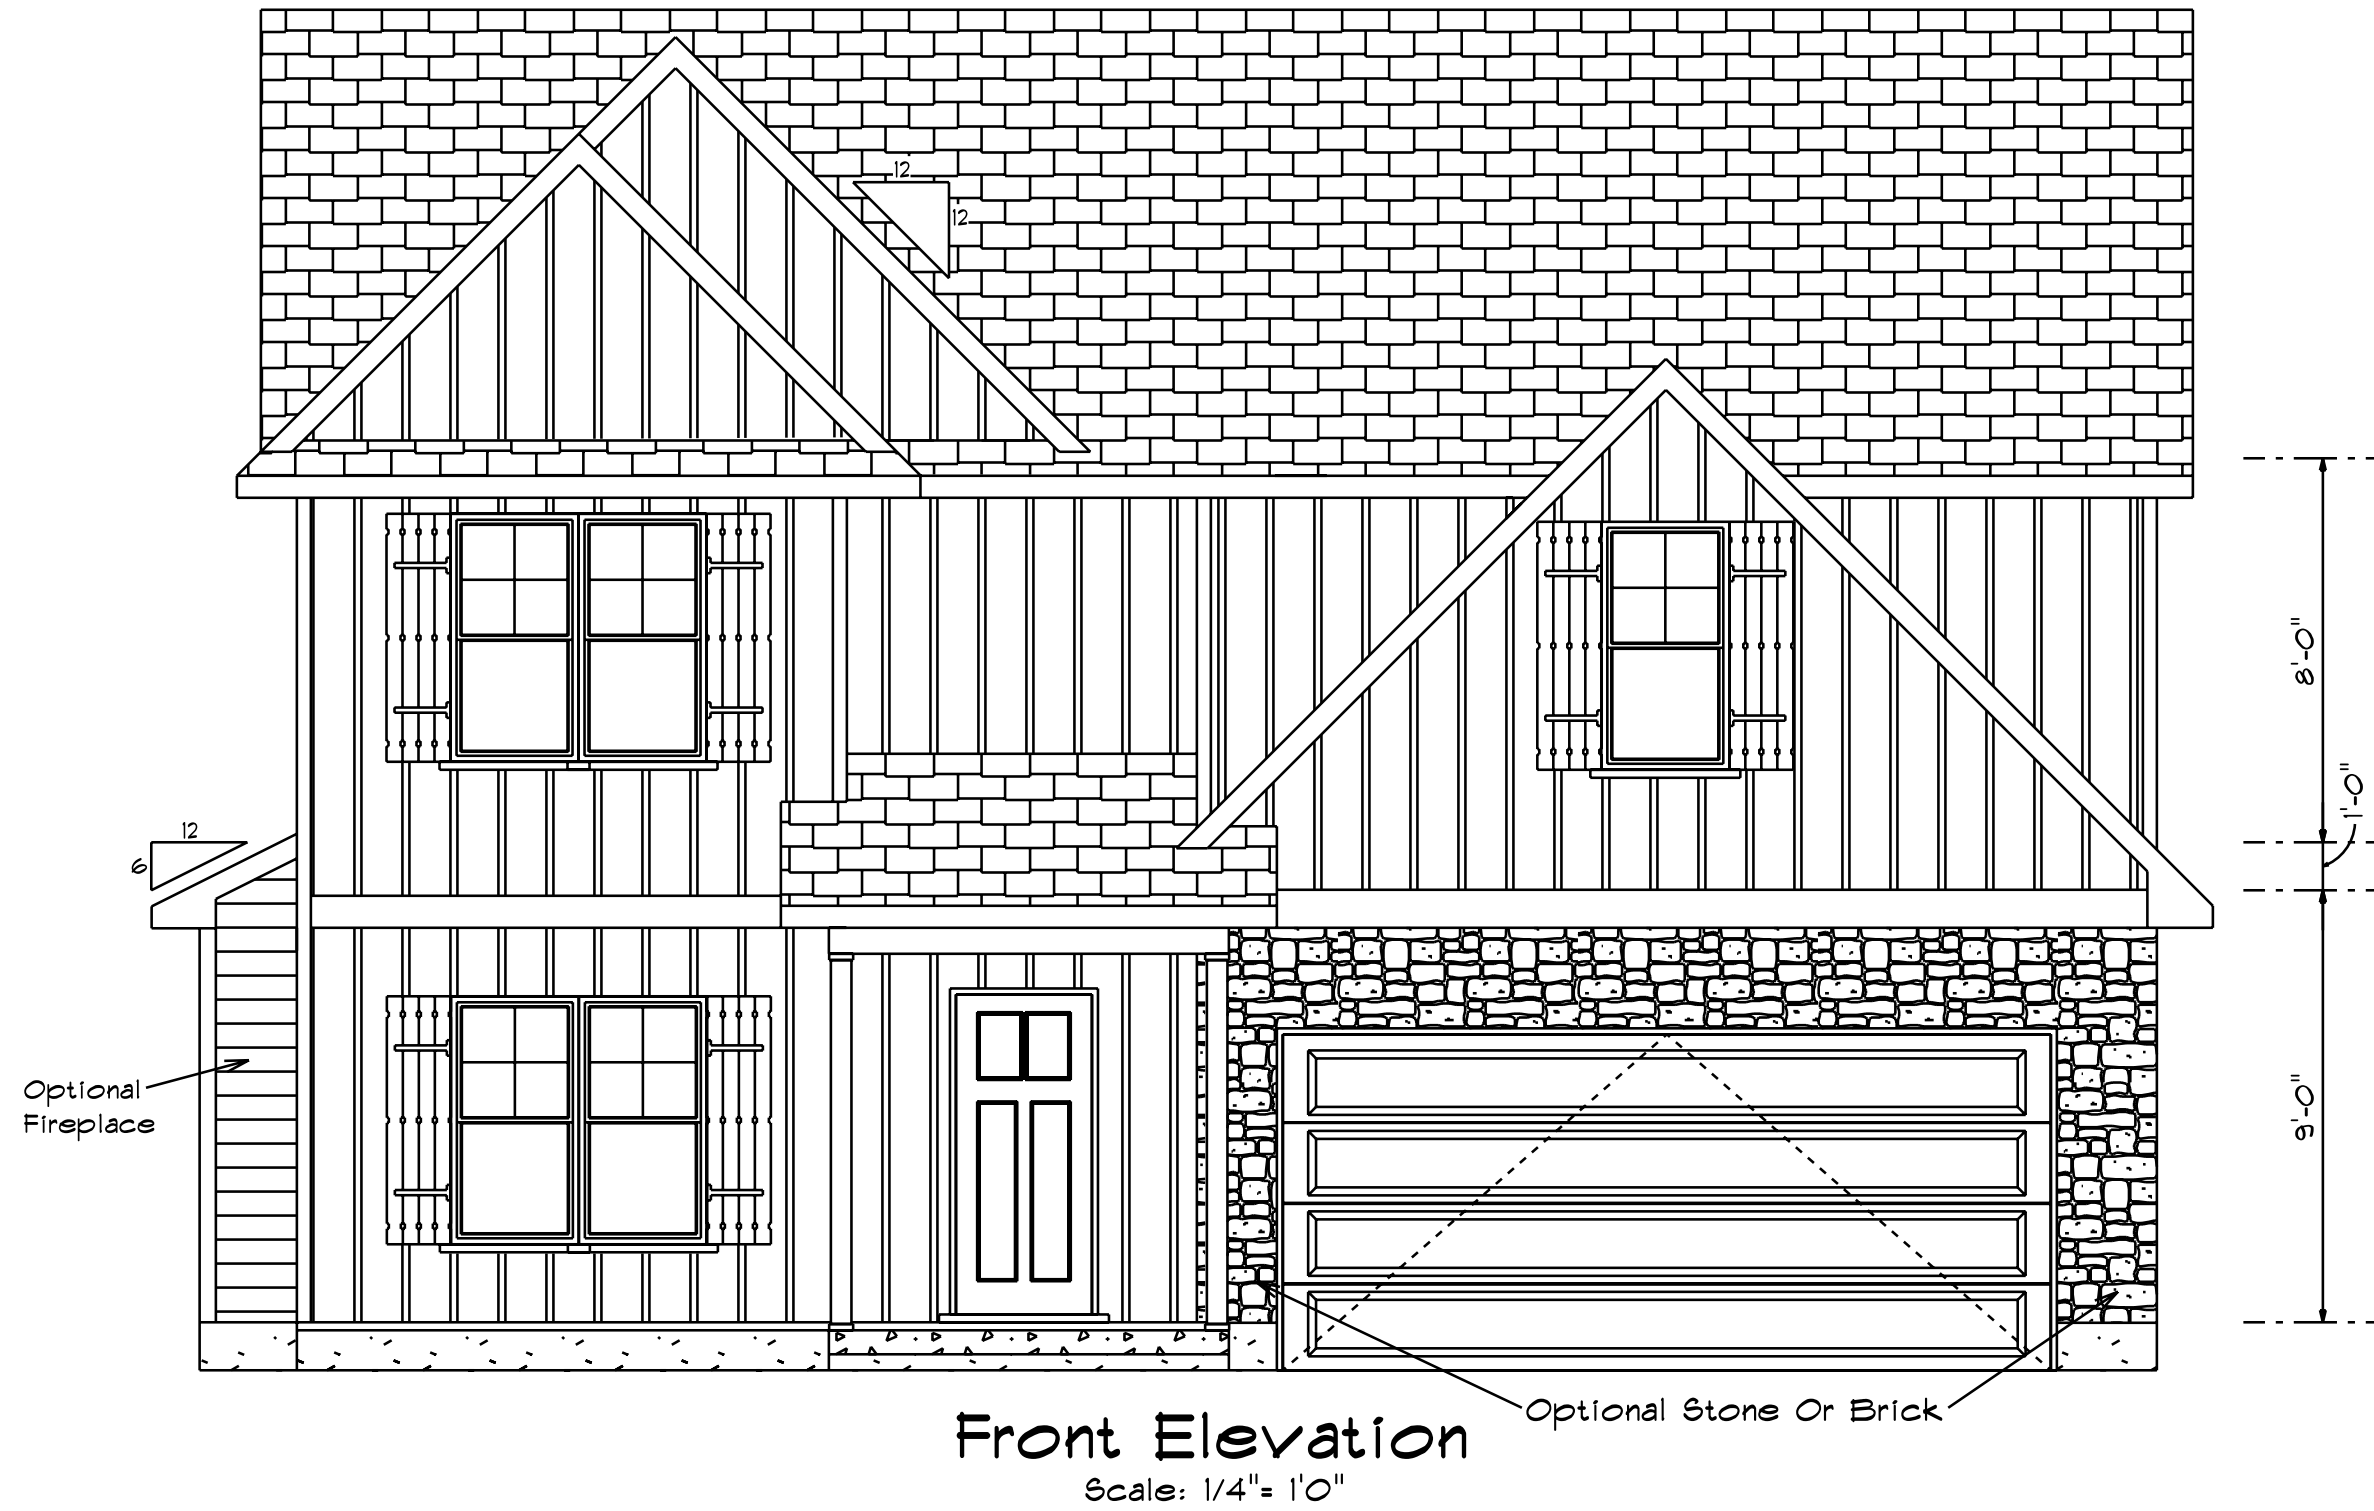 12
12
8'-0"
1'-0"
12
6
Optional
Fireplace
9'-0"
Optional Stone Or Brick
Front Elevation
Scale: 1/4"= 1'0"